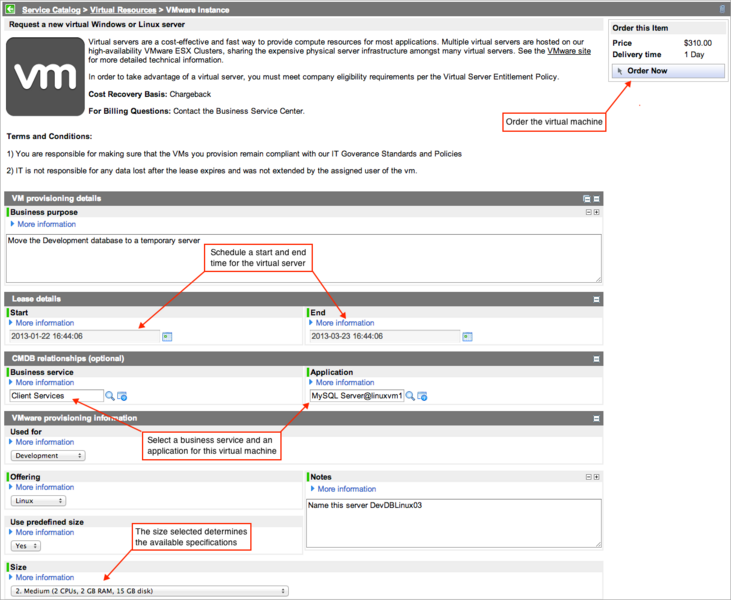 Service Catalog > Virtual Resources > VMware Instance
Request a new virtual Windows or Linux server
vm
Virtual servers are a cost-effective and fast way to provide compute resources for most applications. Multiple virtual servers are hosted on our
high-availability VMware ESX Clusters, sharing the expensive physical server infrastructure amongst many virtual servers. See the VMware site
for more detailed technical information.
In order to take advantage of a virtual server, you must meet company eligibility requirements per the Virtual Server Entitlement Policy.
Cost Recovery Basis: Chargeback
For Billing Questions: Contact the Business Service Center.
Order this Item
Price $310.00
Delivery time 1 Day
Order Now
Order the virtual machine
Terms and Conditions:
1) You are responsible for making sure that the VMs you provision remain compliant with our IT Goverance Standards and Policies
2) IT is not responsible for any data lost after the lease expires and was not extended by the assigned user of the vm.
VM provisioning details
Business purpose
More information
Move the Development database to a temporary server
Schedule a start and end
time for the virtual server
Lease details
Start
More information
2013-01-22 16:44:06
End
More information
2013-03-23 16:44:06
CMDB relationships (optional)
Business service
More information
Client Services
Application
More information
MySQL Server@linuxvm1
VMware provisioning information
Select a business service and an
application for this virtual machine
Used for
More information
Development
Offering
More information
Linux
Notes
More information
Name this server DevDBLinux03
Use predefined size
More information
Yes
The size selected determines
the available specifications
Size
More information
2. Medium (2 CPUs, 2 GB RAM, 15 GB disk)